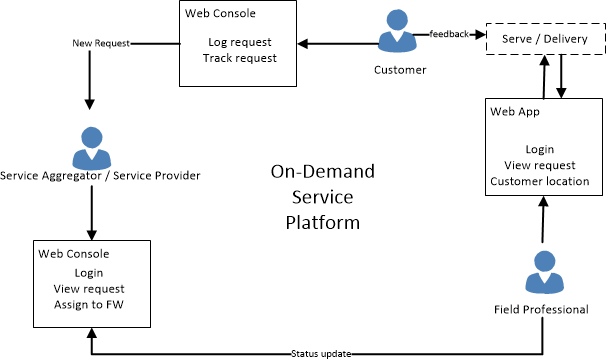 Web Console
Log request
Track request
New Request
Customer
feedback
Serve / Delivery
Web App
Login
View request
Customer location
Service Aggregator / Service Provider
On-Demand
Service
Platform
Web Console
Login
View request
Assign to FW
Field Professional
Status update